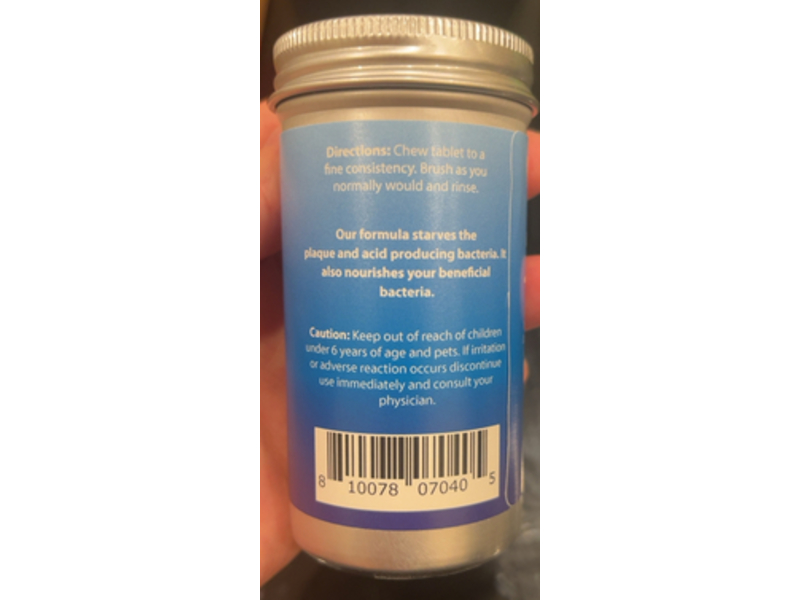 Directions: Chew tablet to a
fine consistency. Brush as you
normally would and rinse.
Our formula starves the
plaque and acid producing bacteria. It
also nourishes your beneficial
bacteria.
Caution: Keep out of reach of children
under 6 years of age and pets. If irritation
or adverse reaction occurs discontinue
use immediately and consult your
physician.
8 10078 07040 5